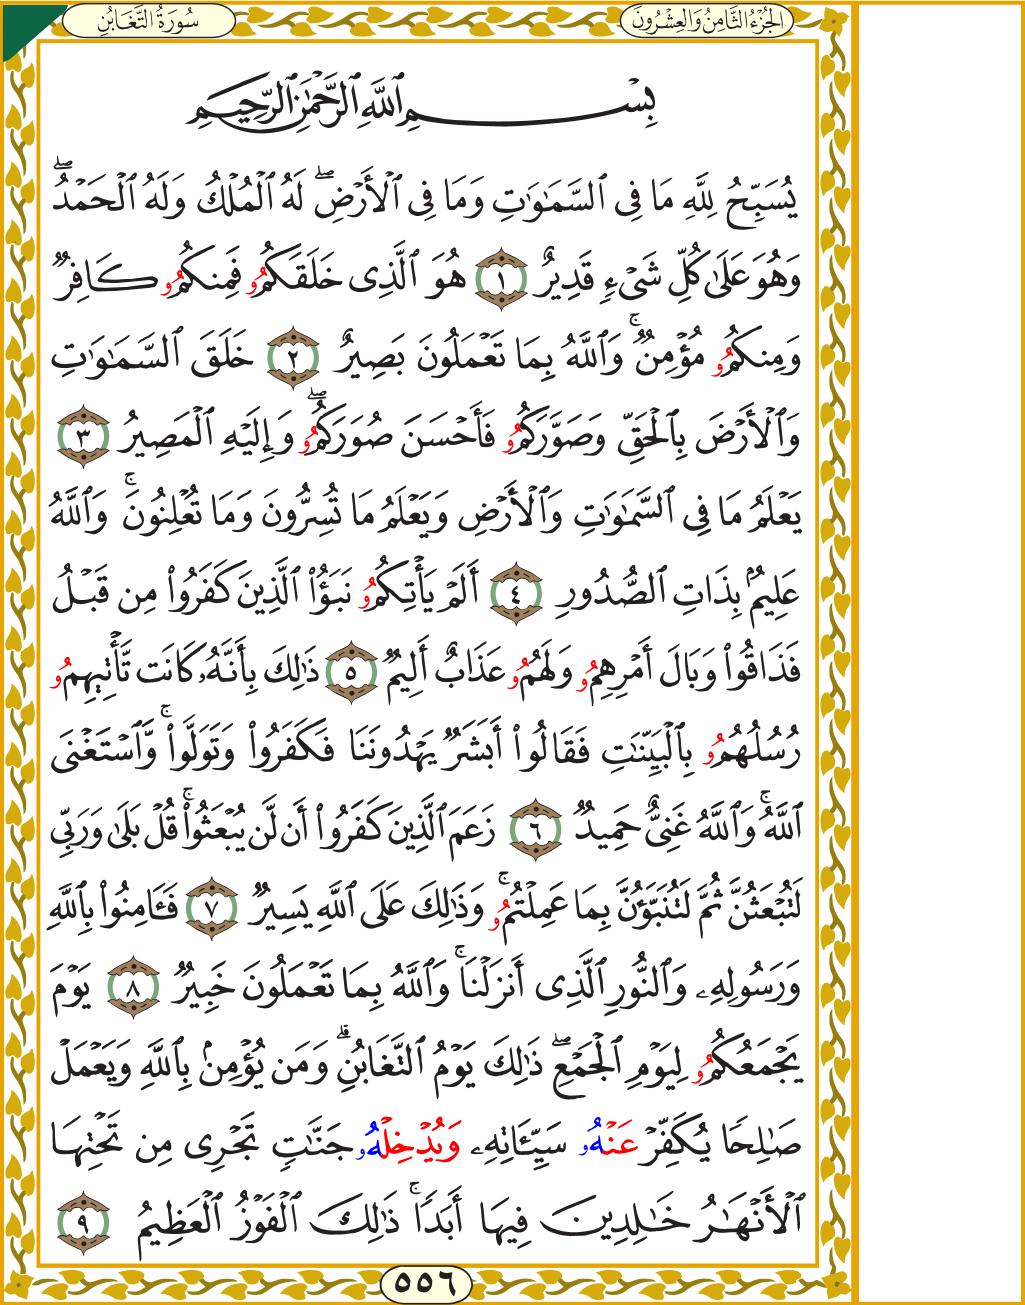 الجُزْءُ الثَّامِنُ وَالعِشْرُونَ
سُورَةُ التَّغَابُنِ
بِسْمِ ٱللَّهِ ٱلرَّحْمَٰنِ ٱلرَّحِيمِ
يُسَبِّحُ لِلَّهِ مَا فِى ٱلسَّمَٰوَٰتِ وَمَا فِى ٱلْأَرْضِۖ لَهُ ٱلْمُلْكُ وَلَهُ ٱلْحَمْدُۖ
وَهُوَ عَلَىٰ كُلِّ شَىْءٍۢ قَدِيرٌ ١ هُوَ ٱلَّذِى خَلَقَكُمُۥ فَمِنكُمُۥ كَافِرٌۭ
وَمِنكُمُۥ مُؤْمِنٌۭۚ وَٱللَّهُ بِمَا تَعْمَلُونَ بَصِيرٌ ٢ خَلَقَ ٱلسَّمَٰوَٰتِ
وَٱلْأَرْضَ بِٱلْحَقِّ وَصَوَّرَكُمُۥ فَأَحْسَنَ صُوَرَكُمُۥۖ وَإِلَيْهِ ٱلْمَصِيرُ ٣
يَعْلَمُ مَا فِى ٱلسَّمَٰوَٰتِ وَٱلْأَرْضِ وَيَعْلَمُ مَا تُسِرُّونَ وَمَا تُعْلِنُونَۚ وَٱللَّهُ
عَلِيمٌۢ بِذَاتِ ٱلصُّدُورِ ٤ أَلَمْ يَأْتِكُمُۥ نَبَؤُا۟ ٱلَّذِينَ كَفَرُوا۟ مِن قَبْلُ
فَذَاقُوا۟ وَبَالَ أَمْرِهِمُۥ وَلَهُمُۥ عَذَابٌ أَلِيمٌۭ ٥ ذَٰلِكَ بِأَنَّهُۥ كَانَت تَّأْتِيهِمُۥ
رُسُلُهُمُۥ بِٱلْبَيِّنَٰتِ فَقَالُوٓا۟ أَبَشَرٌۭ يَهْدُونَنَا فَكَفَرُوا۟ وَتَوَلَّوا۟ۚ وَّٱسْتَغْنَى
ٱللَّهُۚ وَٱللَّهُ غَنِىٌّ حَمِيدٌۭ ٦ زَعَمَ ٱلَّذِينَ كَفَرُوٓا۟ أَن لَّن يُبْعَثُوا۟ۚ قُلْ بَلَىٰ وَرَبِّى
لَتُبْعَثُنَّ ثُمَّ لَتُنَبَّؤُنَّ بِمَا عَمِلْتُمُۥۚ وَذَٰلِكَ عَلَى ٱللَّهِ يَسِيرٌۭ ٧ فَـَٔامِنُوا۟ بِٱللَّهِ
وَرَسُولِهِۦ وَٱلنُّورِ ٱلَّذِىٓ أَنزَلْنَاۚ وَٱللَّهُ بِمَا تَعْمَلُونَ خَبِيرٌۭ ٨ يَوْمَ
يَجْمَعُكُمُۥ لِيَوْمِ ٱلْجَمْعِۖ ذَٰلِكَ يَوْمُ ٱلتَّغَابُنِۗ وَمَن يُؤْمِنۢ بِٱللَّهِ وَيَعْمَلْ
صَٰلِحًۭا يُكَفِّرْ عَنْهُۥ سَيِّـَٔاتِهِۦ وَيُدْخِلْهُۥ جَنَّٰتٍۢ تَجْرِى مِن تَحْتِهَا
ٱلْأَنْهَٰرُ خَٰلِدِينَ فِيهَآ أَبَدًۭاۚ ذَٰلِكَ ٱلْفَوْزُ ٱلْعَظِيمُ ٩
٥٥٦